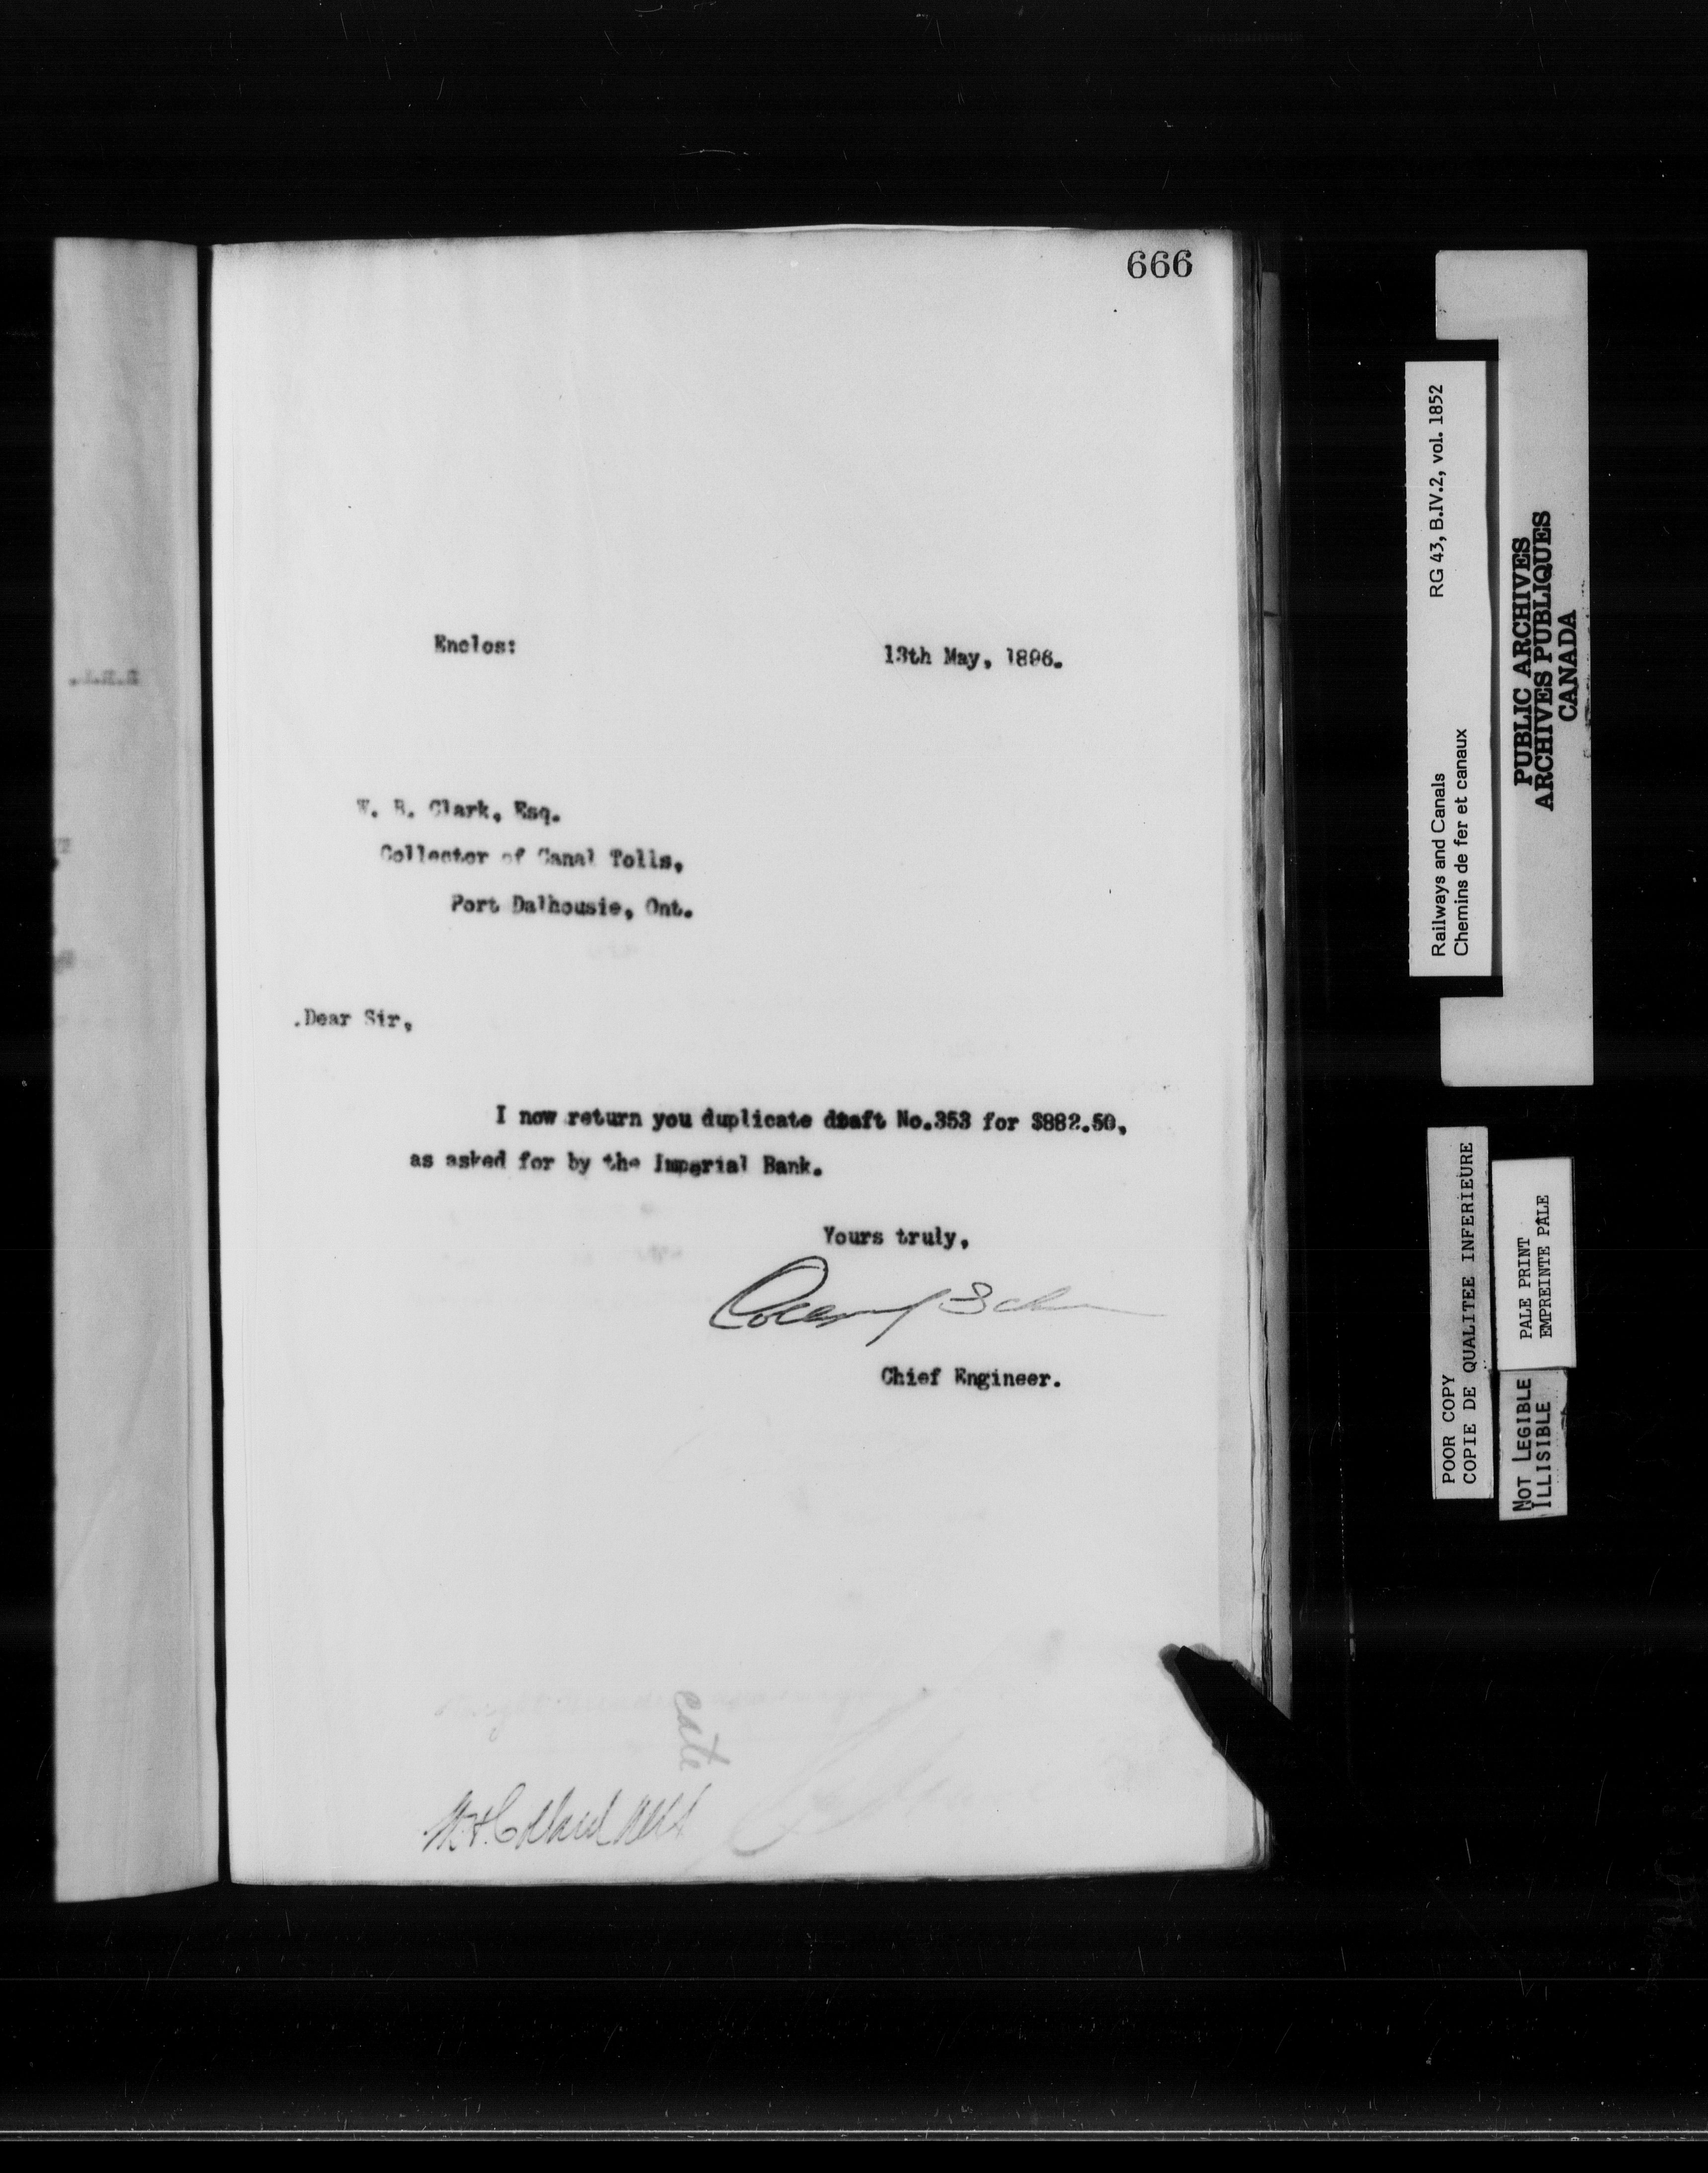 666
Enclos:
13th May, 1896.
W. B. Clark, Esq.
Collector of Canal Tolls,
Port Dalhousie, Ont.
.Dear Sir,
I now return you duplicate draft No.353 for $882.50,
as asked for by the Imperial Bank.
Yours truly,
Chief Engineer.
cate
Railways and Canals RG 43, B.IV.2, vol. 1852
Chemins de fer et canaux
PUBLIC ARCHIVES
ARCHIVES PUBLIQUES
CANADA
POOR COPY
COPIE DE QUALITEE INFERIEURE
PALE PRINT
EMPREINTE PÂLE
NOT LEGIBLE
ILLISIBLE